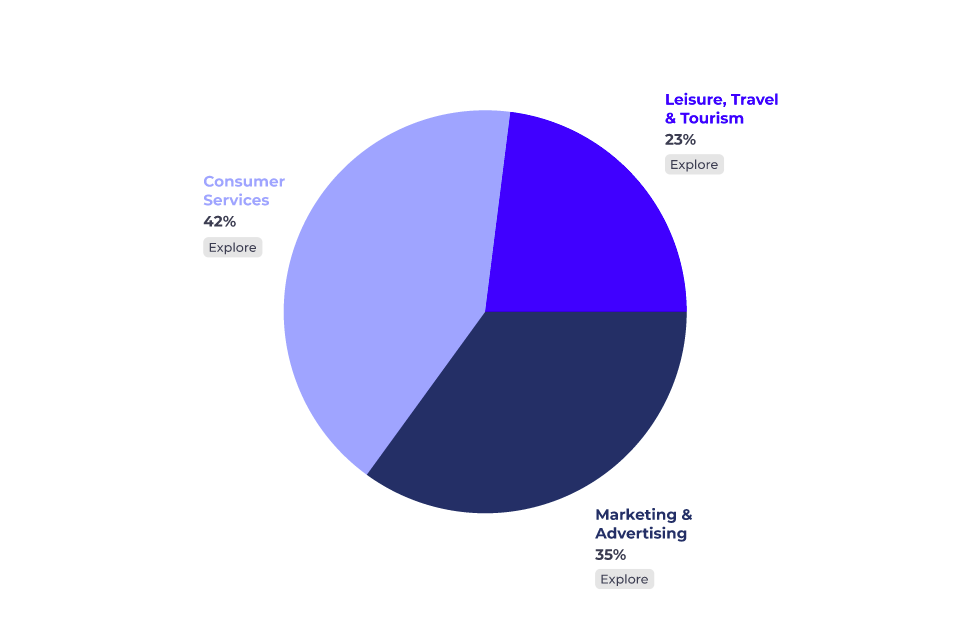 Leisure, Travel
& Tourism
23%
Explore
Consumer
Services
42%
Explore
Marketing &
Advertising
35%
Explore